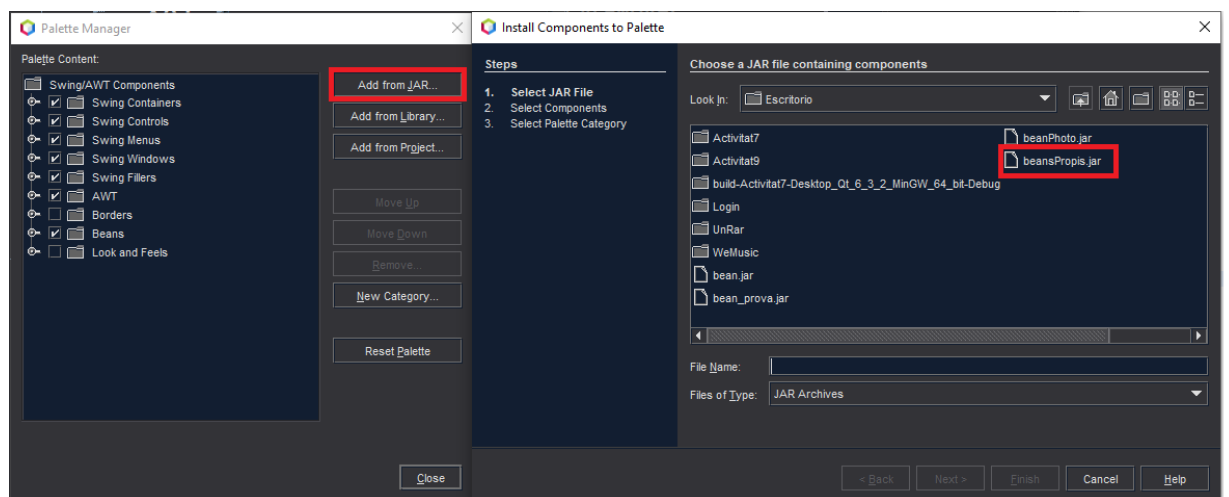 Palette Manager
Palette Content:
Swing/AWT Components
Swing Containers
Swing Controls
Swing Menus
Swing Windows
Swing Fillers
AWT
Borders
Beans
Look and Feels
Add from JAR...
Add from Library...
Add from Project...
Move Up
Move Down
Remove...
New Category...
Reset Palette
Close
Install Components to Palette
Steps
1. Select JAR File
2. Select Components
3. Select Palette Category
Choose a JAR file containing components
Look In: Escritorio
Activitat7
Activitat9
build-Activitat7-Desktop_Qt_6_3_2_MinGW_64_bit-Debug
Login
UnRar
WeMusic
bean.jar
bean_prova.jar
beanPhoto.jar
beansPropis.jar
File Name:
Files of Type: JAR Archives
< Back Next > Finish Cancel Help